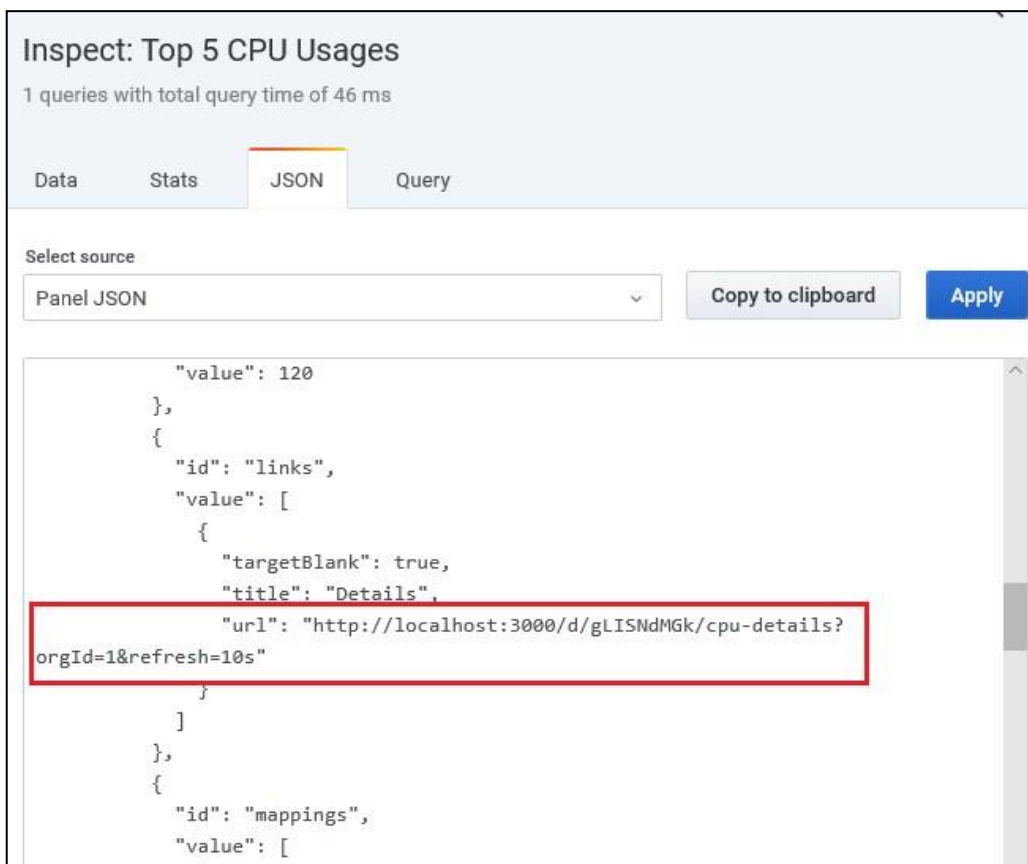 Inspect: Top 5 CPU Usages
1 queries with total query time of 46 ms
Data Stats JSON Query
Select source
Panel JSON Copy to clipboard Apply
"value": 120
},
{
"id": "links",
"value": [
{
"targetBlank": true,
"title": "Details",
"url": "http://localhost:3000/d/gLISNdMGk/cpu-details?
orgId=1&refresh=10s"
}
]
},
{
"id": "mappings",
"value": [